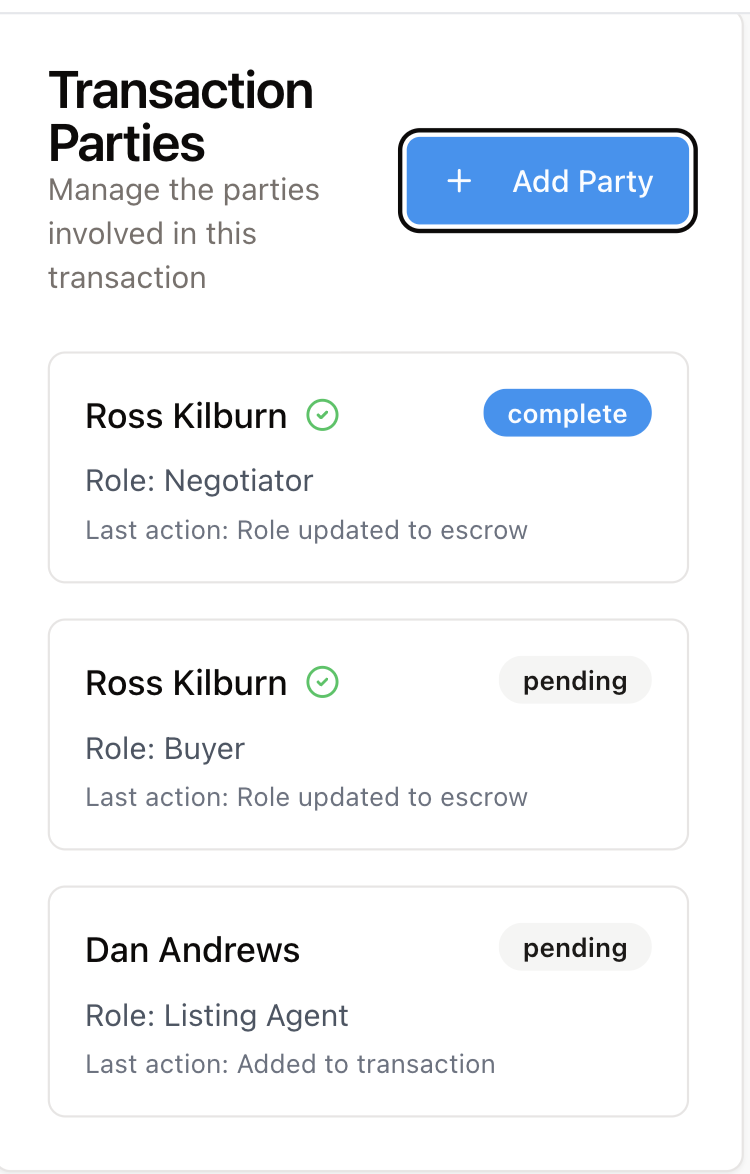 Transaction
Parties
Manage the parties
involved in this
transaction
+ Add Party
Ross Kilburn
complete
Role: Negotiator
Last action: Role updated to escrow
Ross Kilburn
pending
Role: Buyer
Last action: Role updated to escrow
Dan Andrews
pending
Role: Listing Agent
Last action: Added to transaction